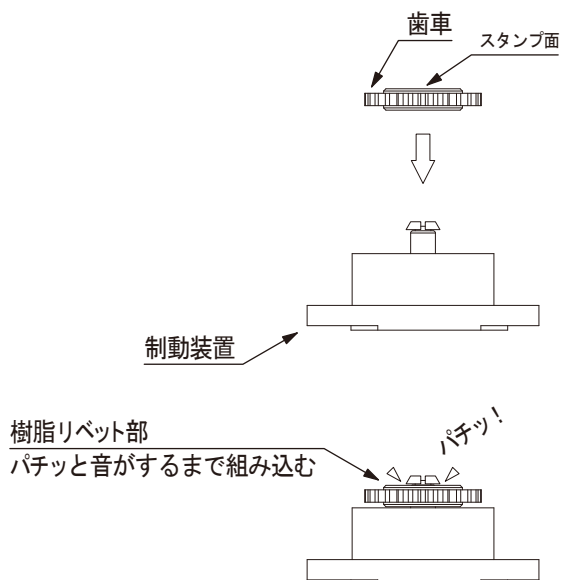 歯車
スタンプ面
制動装置
樹脂リベット部
パチッと音がするまで組み込む
パチッ！